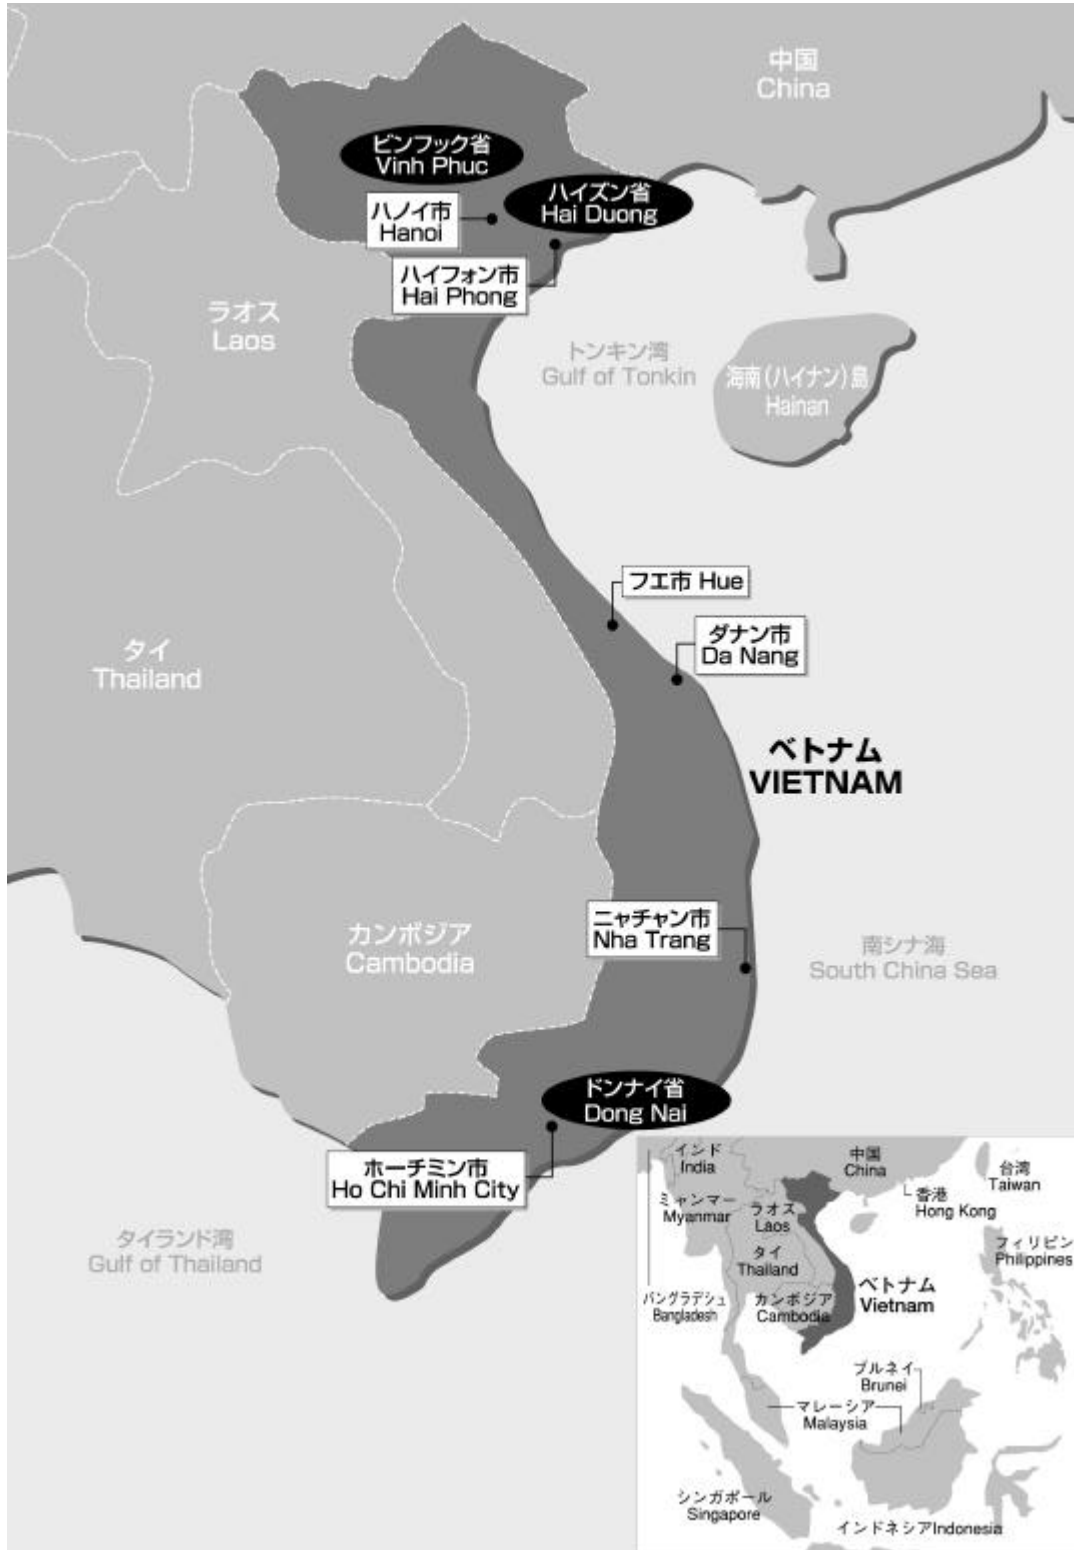 中国
China
ビンフック省
Vinh Phuc
ハイズン省
Hai Duong
ハノイ市
Hanoi
ハイフォン市
Hai Phong
ラオス
Laos
トンキン湾
Gulf of Tonkin
海南(ハイナン)島
Hainan
フエ市 Hue
ダナン市
Da Nang
タイ
Thailand
ベトナム
VIETNAM
ニャチャン市
Nha Trang
カンボジア
Cambodia
南シナ海
South China Sea
ドンナイ省
Dong Nai
ホーチミン市
Ho Chi Minh City
タイランド湾
Gulf of Thailand
インド
India
中国
China
台湾
Taiwan
香港
Hong Kong
ミャンマー
Myanmar
ラオス
Laos
タイ
Thailand
フィリピン
Philippines
ベトナム
Vietnam
バングラデシュ
Bangladesh
カンボジア
Cambodia
ブルネイ
Brunei
マレーシア
Malaysia
シンガポール
Singapore
インドネシアIndonesia